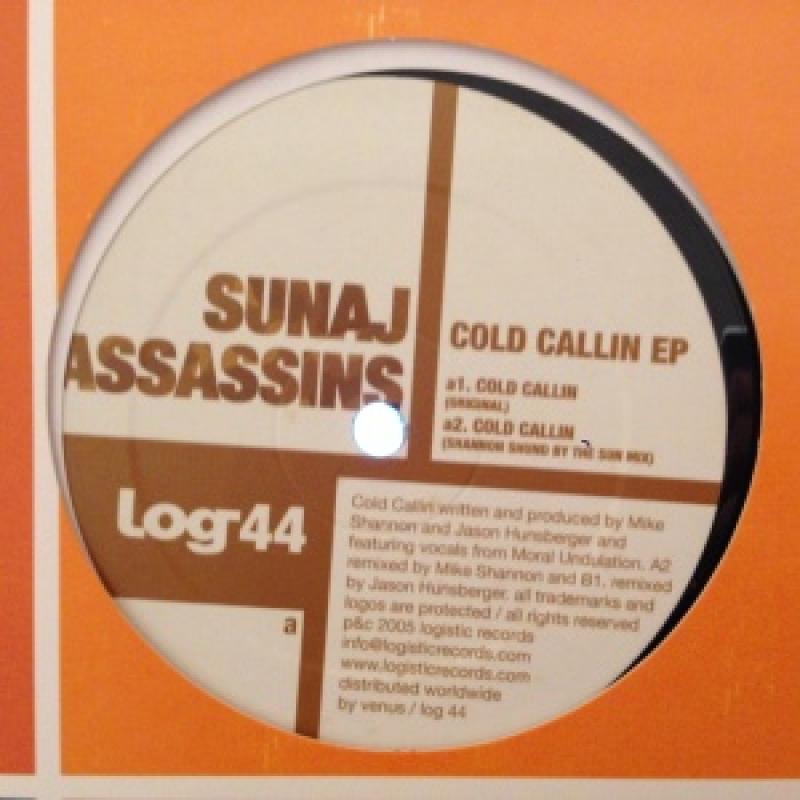 SUNAJ
ASSASSINS
COLD CALLIN EP
a1. COLD CALLIN
(ORIGINAL)
a2. COLD CALLIN
(SHANNON SHUNG BY THE SUN MIX)
Log44
a
Cold Callin written and produced by Mike
Shannon and Jason Hunsberger and
featuring vocals from Moral Undulation. A2
remixed by Mike Shannon and B1. remixed
by Jason Hunsberger. all trademarks and
logos are protected / all rights reserved
p&c 2005 logistic records
info@logisticrecords.com
www.logisticrecords.com
distributed worldwide
by venus / log 44